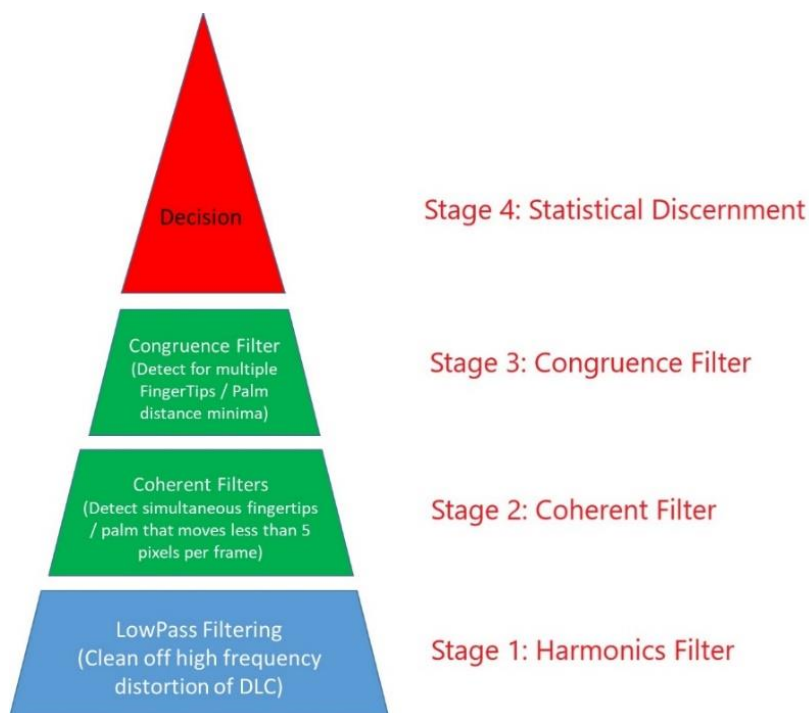 Decision
Stage 4: Statistical Discernment
Congruence Filter
(Detect for multiple
FingerTips / Palm
distance minima)
Stage 3: Congruence Filter
Coherent Filters
(Detect simultaneous fingertips
/ palm that moves less than 5
pixels per frame)
Stage 2: Coherent Filter
LowPass Filtering
(Clean off high frequency
distortion of DLC)
Stage 1: Harmonics Filter